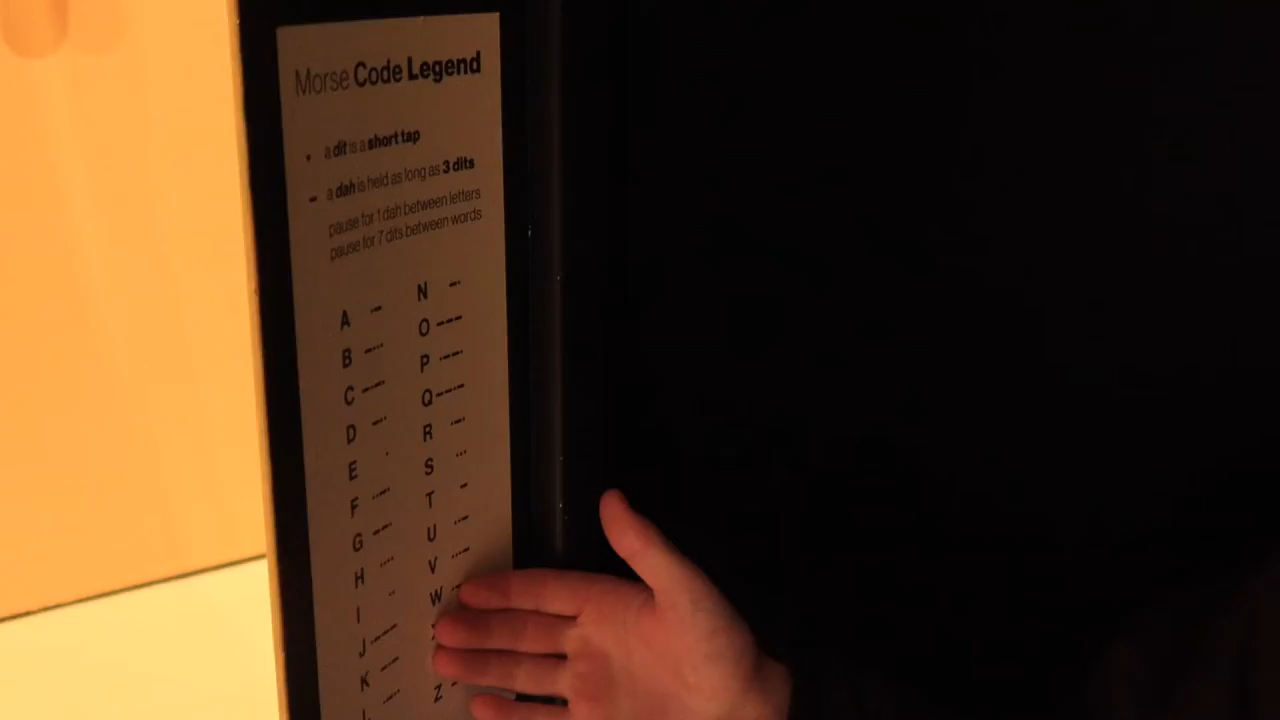 Morse Code Legend
• a dit is a short tap
– a dah is held as long as 3 dits
pause for 1 dah between letters
pause for 7 dits between words
A
B
C
D
E
F
G
H
I
J
K
L
N
O
P
Q
R
S
T
U
V
W
Z